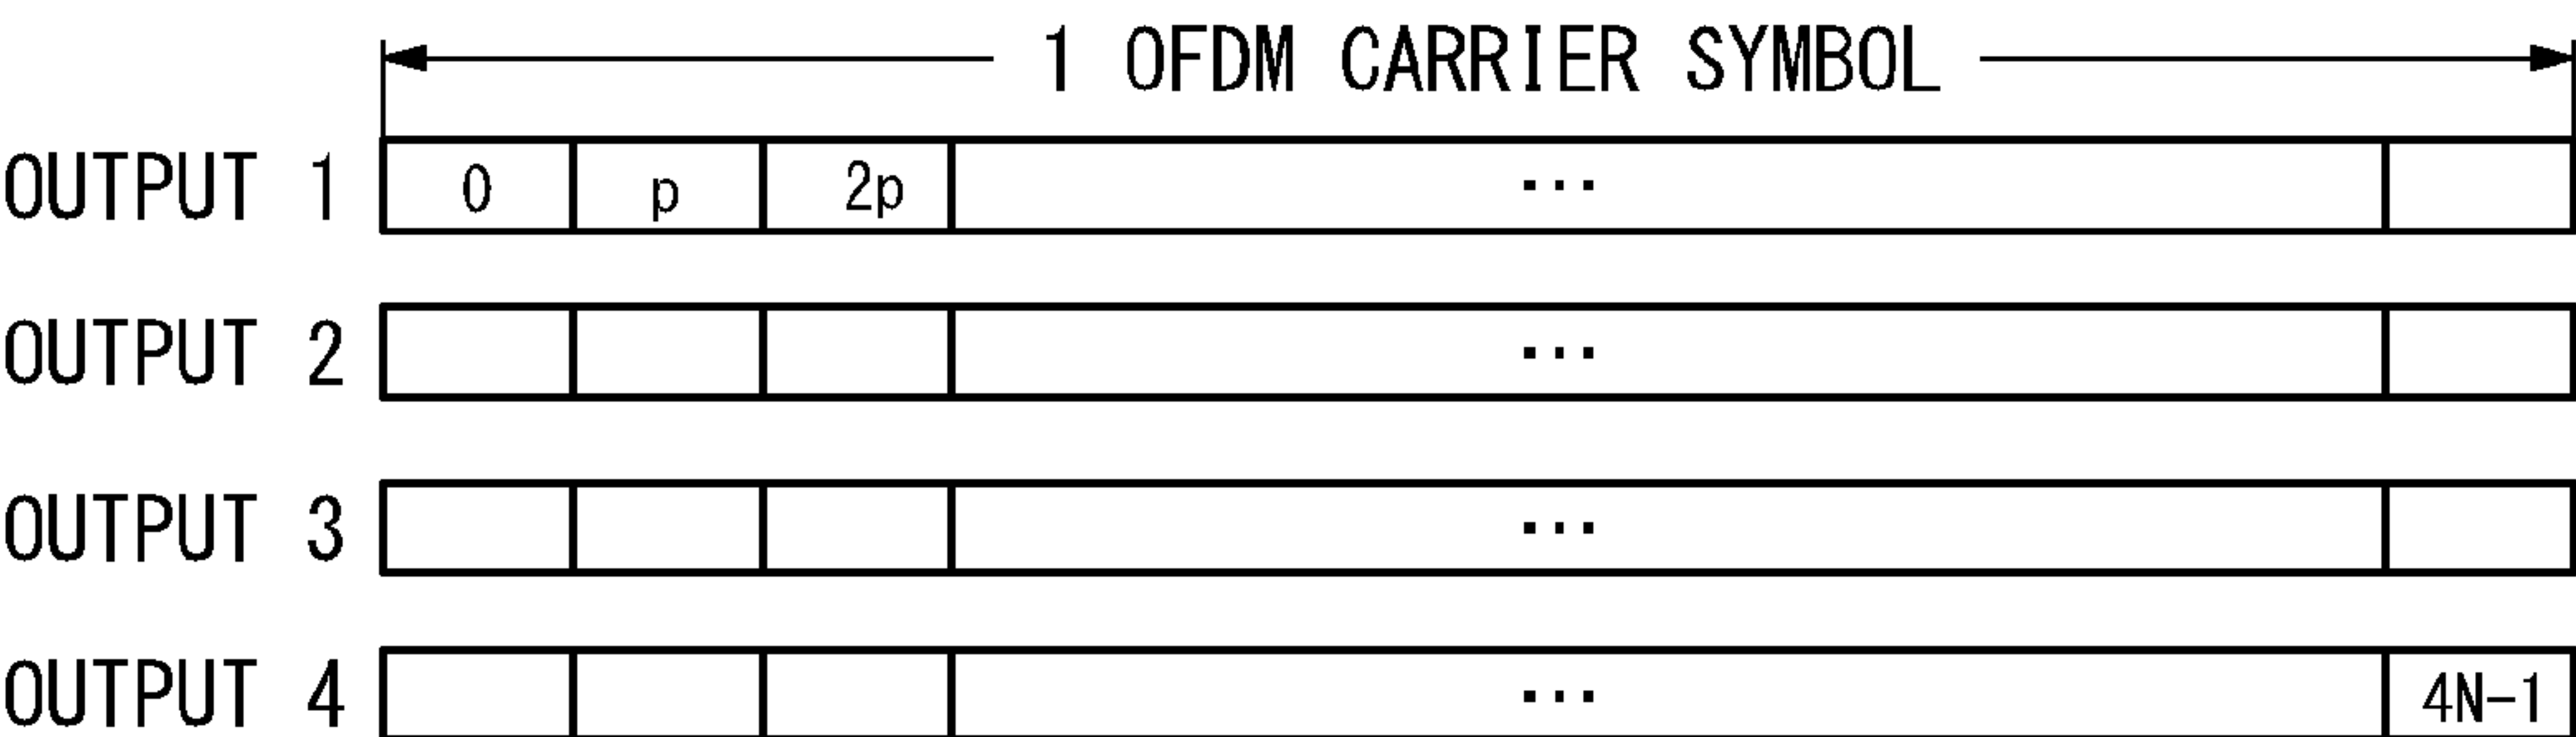 1 OFDM CARRIER SYMBOL
OUTPUT 1 0 p 2p ...
OUTPUT 2 ...
OUTPUT 3 ...
OUTPUT 4 ... 4N-1